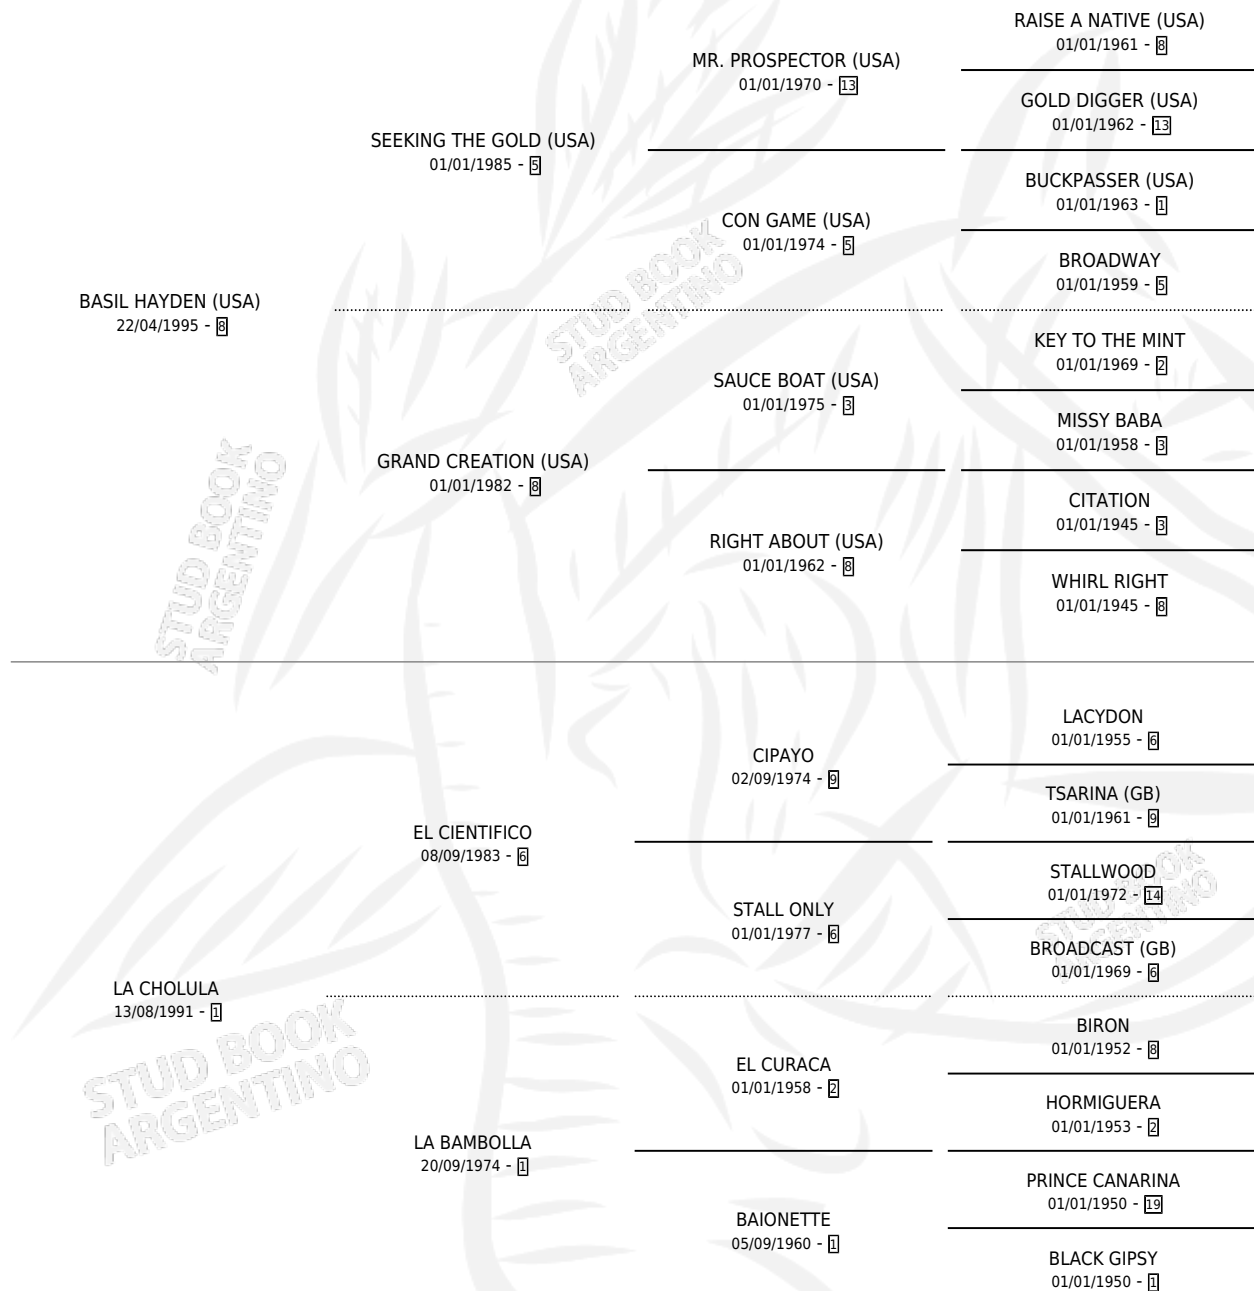 RAISE A NATIVE (USA)
01/01/1961 - 8
MR. PROSPECTOR (USA)
01/01/1970 - 13
GOLD DIGGER (USA)
01/01/1962 - 13
SEEKING THE GOLD (USA)
01/01/1985 - 5
BUCKPASSER (USA)
01/01/1963 - 1
CON GAME (USA)
01/01/1974 - 5
BROADWAY
01/01/1959 - 5
BASIL HAYDEN (USA)
22/04/1995 - 8
KEY TO THE MINT
01/01/1969 - 2
SAUCE BOAT (USA)
01/01/1975 - 3
MISSY BABA
01/01/1958 - 3
GRAND CREATION (USA)
01/01/1982 - 8
CITATION
01/01/1945 - 3
RIGHT ABOUT (USA)
01/01/1962 - 8
WHIRL RIGHT
01/01/1945 - 8
LACYDON
01/01/1955 - 6
CIPAYO
02/09/1974 - 9
TSARINA (GB)
01/01/1961 - 9
EL CIENTIFICO
08/09/1983 - 6
STALLWOOD
01/01/1972 - 14
STALL ONLY
01/01/1977 - 6
BROADCAST (GB)
01/01/1969 - 6
LA CHOLULA
13/08/1991 - 1
BIRON
01/01/1952 - 8
EL CURACA
01/01/1958 - 2
HORMIGUERA
01/01/1953 - 2
LA BAMBOLLA
20/09/1974 - 1
PRINCE CANARINA
01/01/1950 - 19
BAIONETTE
05/09/1960 - 1
BLACK GIPSY
01/01/1950 - 1
STUD BOOK
ARGENTINO
STUD BOOK
ARGENTINO
STUD BOOK
ARGENTINO
STUD BOOK
ARGENTINO